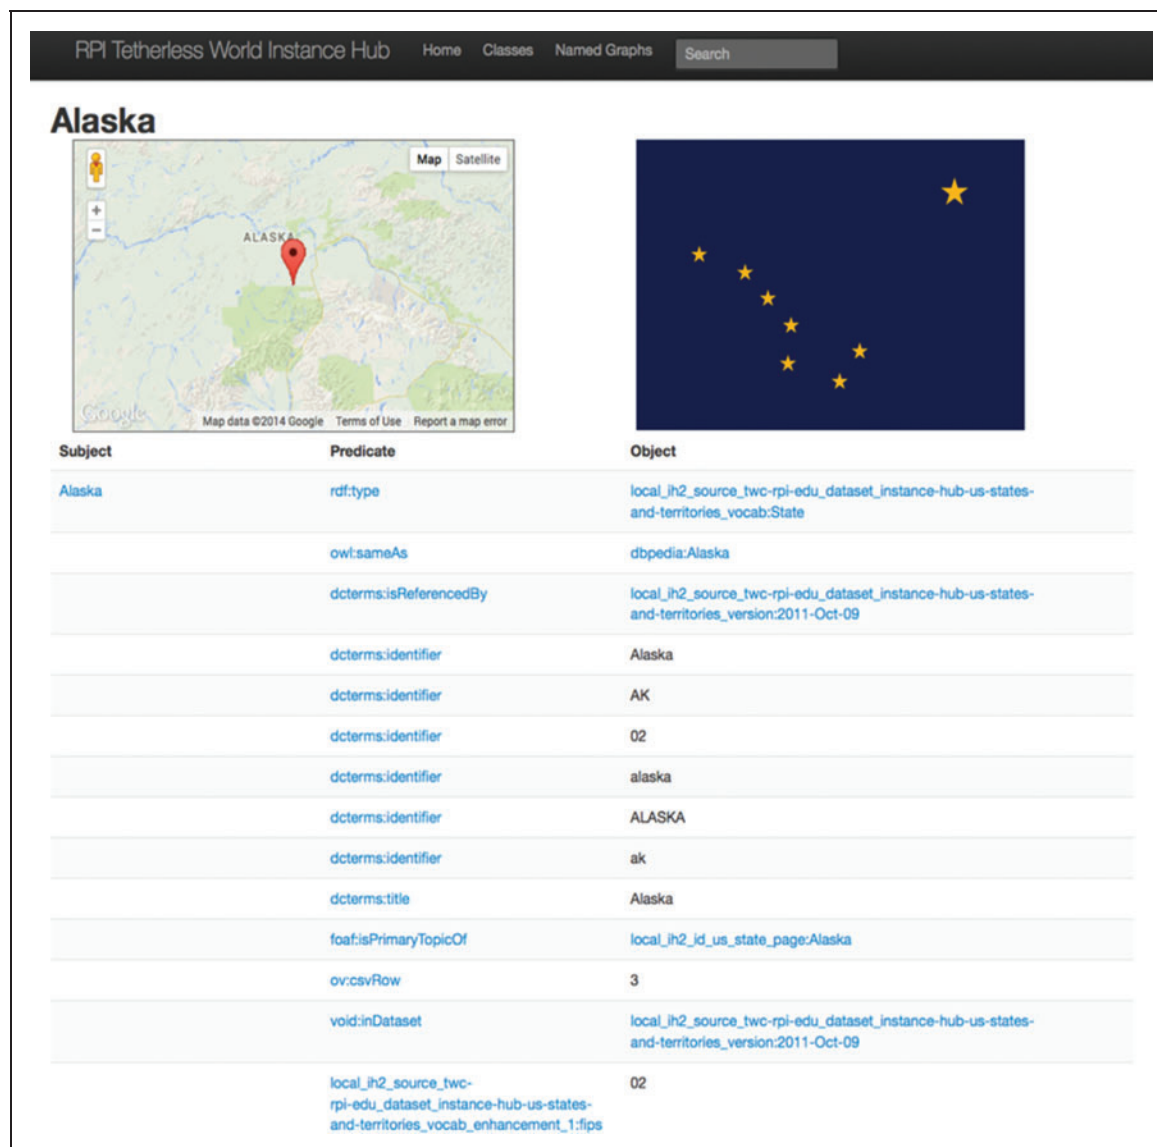 RPI Tetherless World Instance Hub Home Classes Named Graphs Search
Alaska
Map Satellite
+
ALASKA
−
Google Map data ©2014 Google Terms of Use Report a map error
Subject Predicate Object
Alaska rdf:type local_ih2_source_twc-rpi-edu_dataset_instance-hub-us-states-
and-territories_vocab:State
owl:sameAs dbpedia:Alaska
dcterms:isReferencedBy local_ih2_source_twc-rpi-edu_dataset_instance-hub-us-states-
and-territories_version:2011-Oct-09
dcterms:identifier Alaska
dcterms:identifier AK
dcterms:identifier 02
dcterms:identifier alaska
dcterms:identifier ALASKA
dcterms:identifier ak
dcterms:title Alaska
foaf:isPrimaryTopicOf local_ih2_id_us_state_page:Alaska
ov:csvRow 3
void:inDataset local_ih2_source_twc-rpi-edu_dataset_instance-hub-us-states-
and-territories_version:2011-Oct-09
local_ih2_source_twc- 02
rpi-edu_dataset_instance-hub-us-states-
and-territories_vocab_enhancement_1:fips